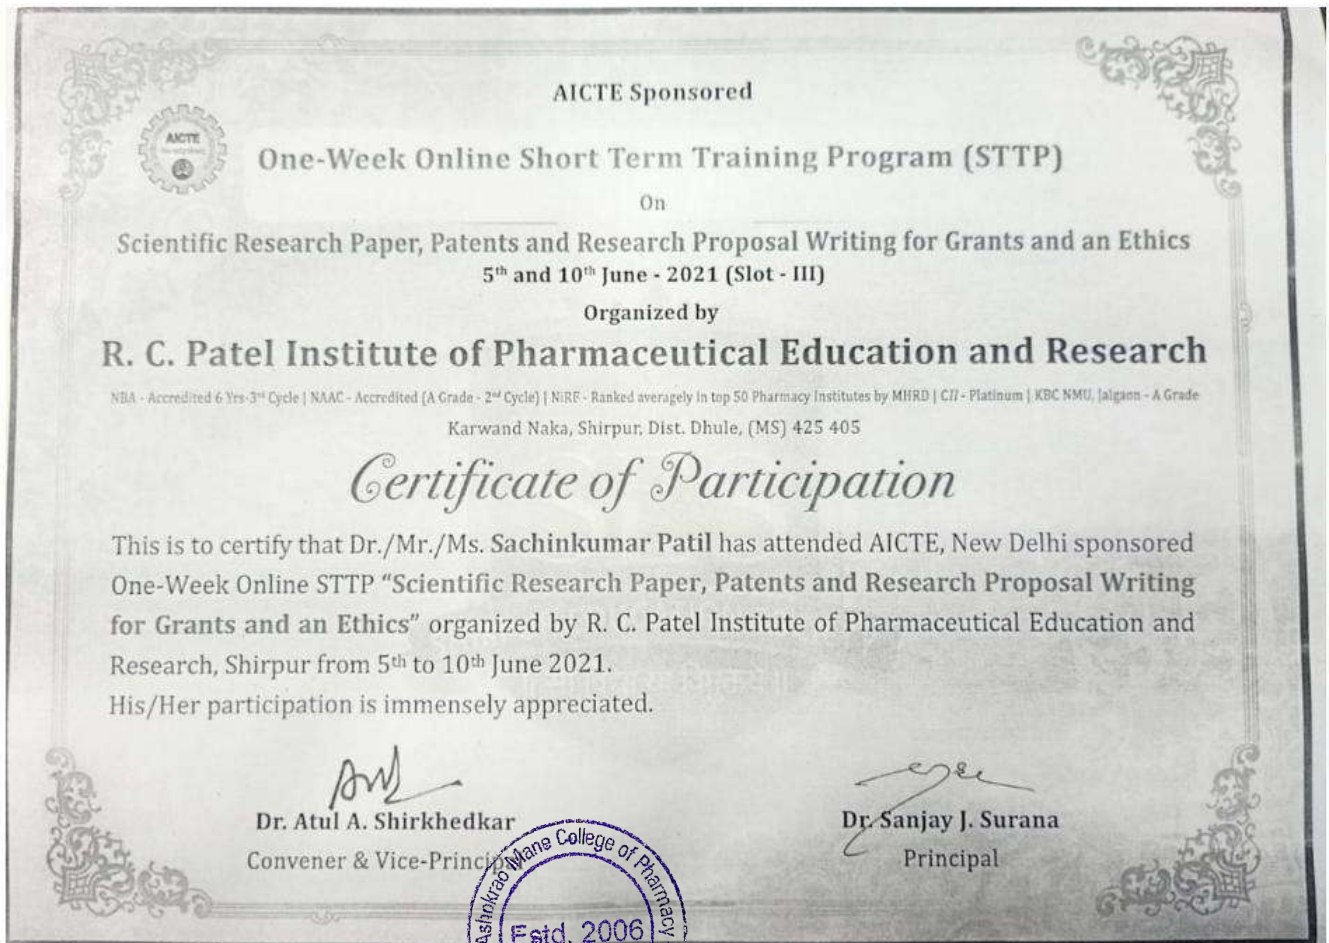 AICTE Sponsored
AICTE
One-Week Online Short Term Training Program (STTP)
On
Scientific Research Paper, Patents and Research Proposal Writing for Grants and an Ethics
5th and 10th June - 2021 (Slot - III)
Organized by
R. C. Patel Institute of Pharmaceutical Education and Research
NBA - Accredited 6 Yrs-3rd Cycle | NAAC - Accredited (A Grade - 2nd Cycle) | NiRF - Ranked averagely in top 50 Pharmacy Institutes by MHRD | CII - Platinum | KBC NMU, Jalgaon - A Grade
Karwand Naka, Shirpur, Dist. Dhule, (MS) 425 405
Certificate of Participation
This is to certify that Dr./Mr./Ms. Sachinkumar Patil has attended AICTE, New Delhi sponsored
One-Week Online STTP "Scientific Research Paper, Patents and Research Proposal Writing
for Grants and an Ethics" organized by R. C. Patel Institute of Pharmaceutical Education and
Research, Shirpur from 5th to 10th June 2021.
His/Her participation is immensely appreciated.
Dr. Atul A. Shirkhedkar
Convener & Vice-Principal
Dr. Sanjay J. Surana
Principal
Ashokrao Mane College of Pharmacy
Estd. 2006